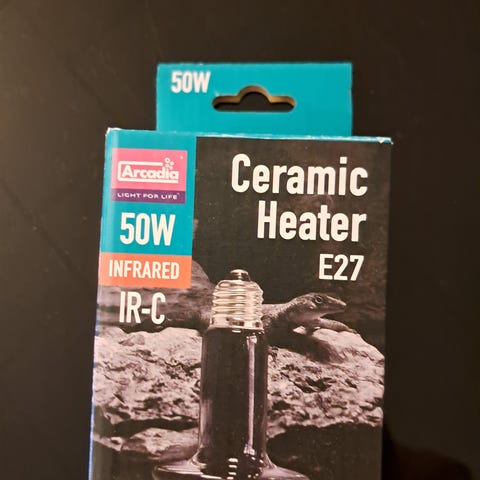 50W
Arcadia
LIGHT FOR LIFE
50W
INFRARED
IR-C
Ceramic
Heater
E27